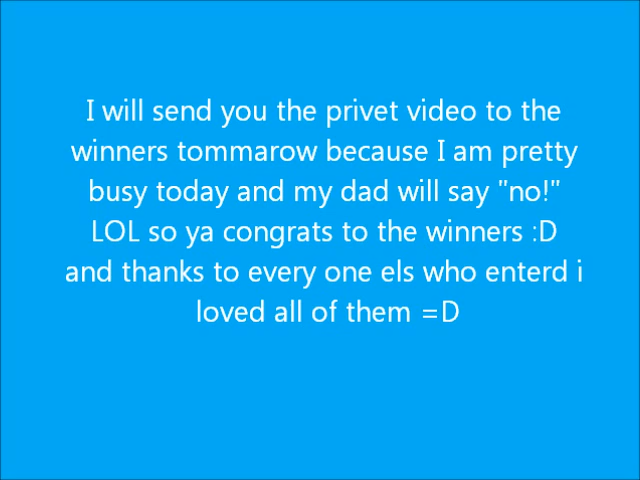 I will send you the privet video to the
winners tommarow because I am pretty
busy today and my dad will say "no!"
LOL so ya congrats to the winners :D
and thanks to every one els who enterd i
loved all of them =D